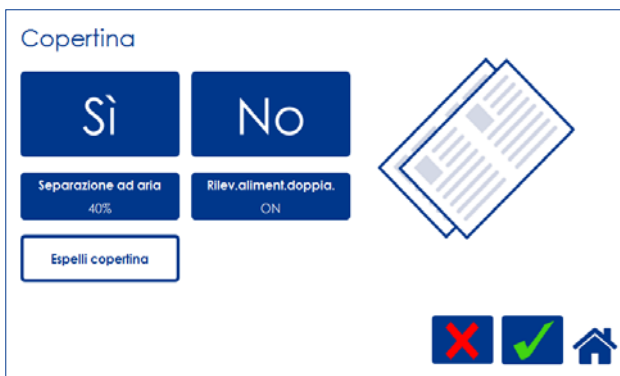 Copertina
Sì
No
Separazione ad aria
40%
Rilev.aliment.doppia.
ON
Espelli copertina